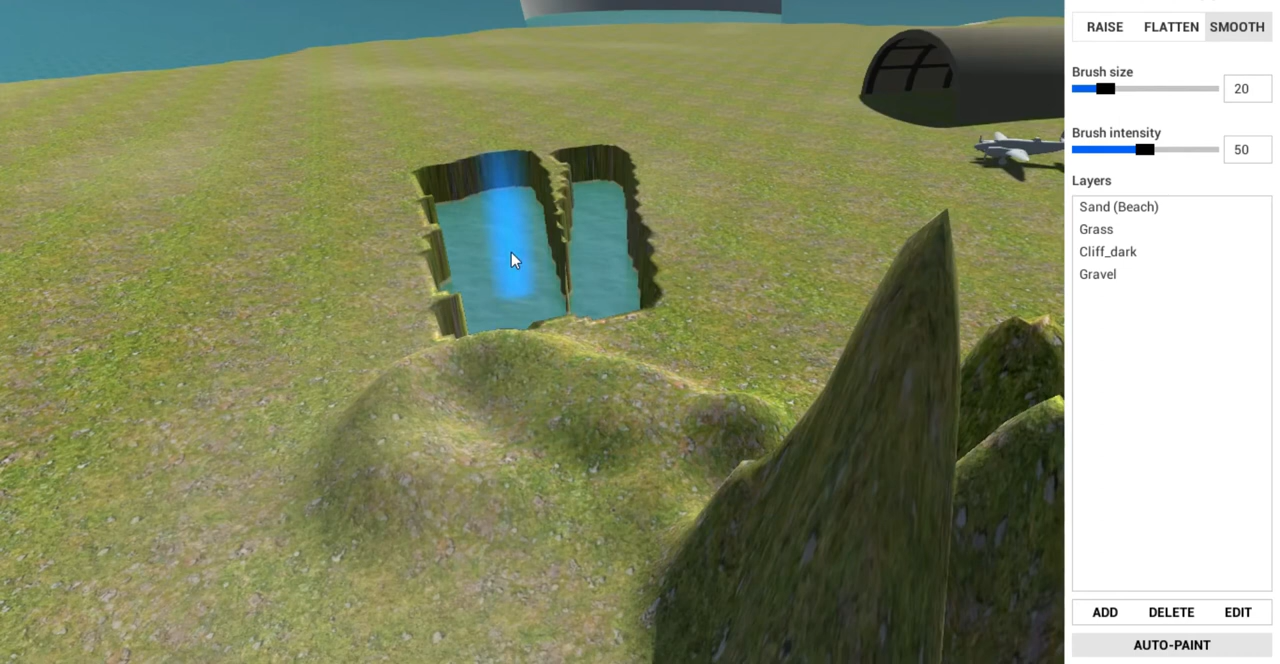 RAISE FLATTEN SMOOTH
Brush size
20
Brush intensity
50
Layers
Sand (Beach)
Grass
Cliff_dark
Gravel
ADD DELETE EDIT
AUTO-PAINT